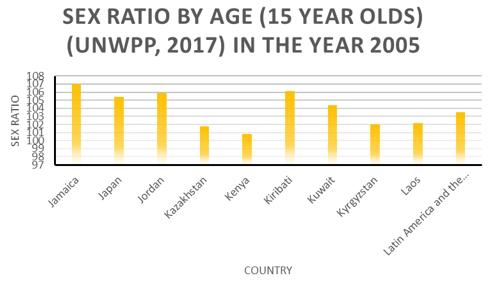 SEX RATIO BY AGE (15 YEAR OLDS)
(UNWPP, 2017) IN THE YEAR 2005
SEX RATIO
108
107
106
105
104
103
102
101
100
99
98
97
Jamaica
Japan
Jordan
Kazakhstan
Kenya
Kiribati
Kuwait
Kyrgyzstan
Laos
Latin America and the...
COUNTRY